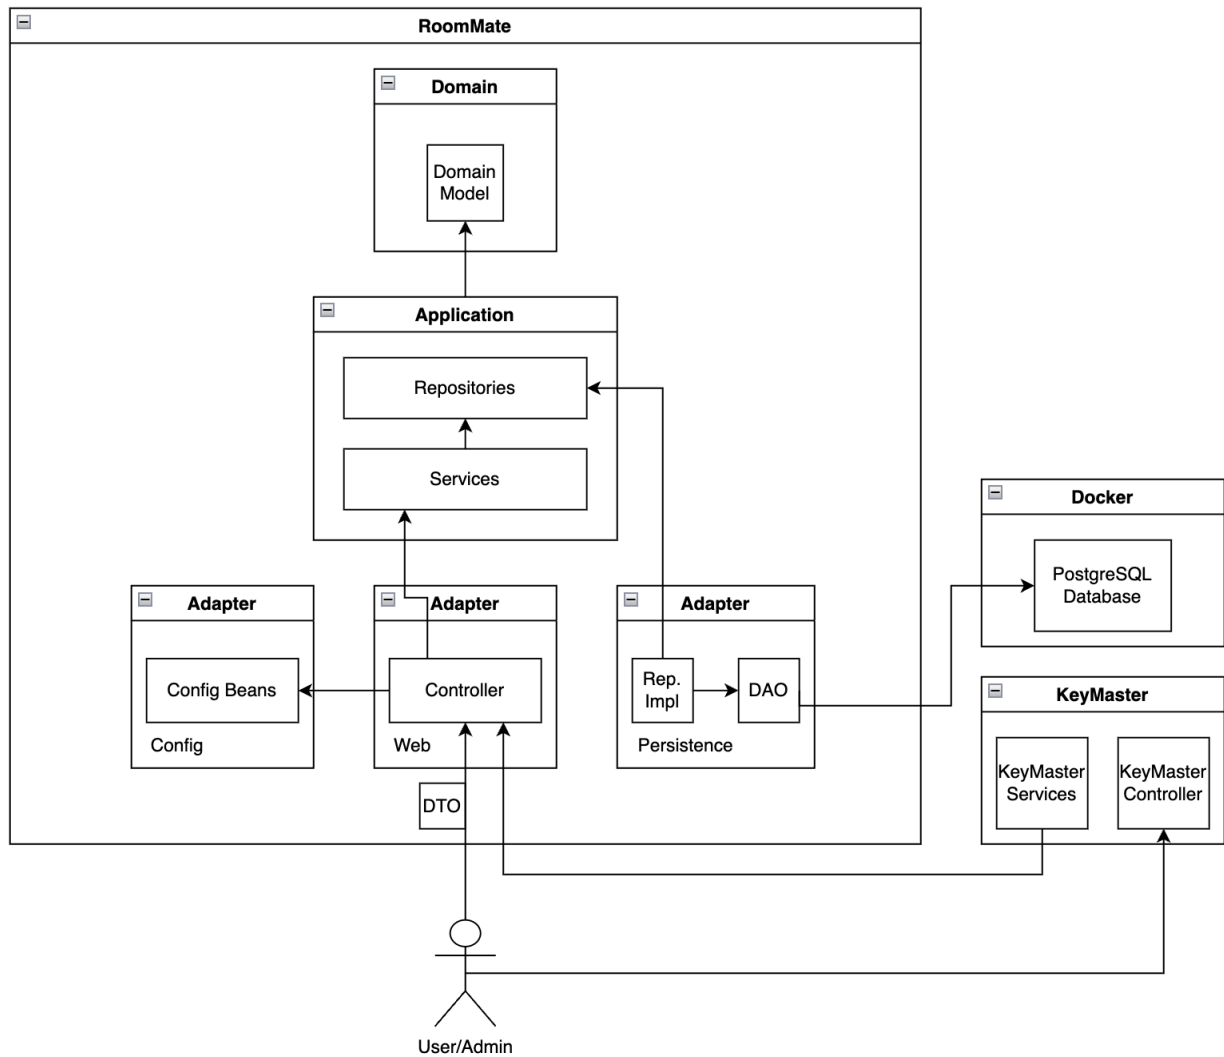 RoomMate
Domain
Domain
Model
Application
Repositories
Services
Adapter
Config Beans
Config
Adapter
Controller
Web
Adapter
Rep.
Impl
DAO
Persistence
DTO
Docker
PostgreSQL
Database
KeyMaster
KeyMaster
Services
KeyMaster
Controller
User/Admin